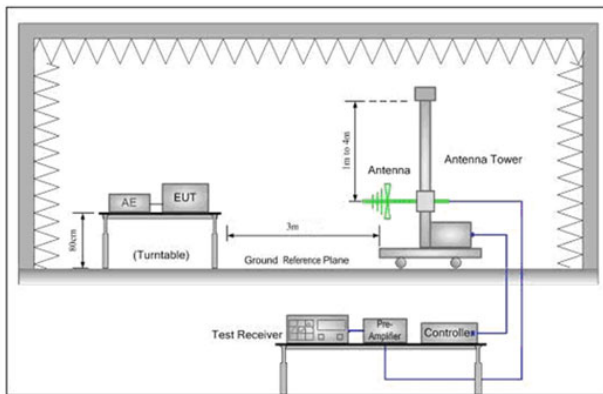 1m to 4m
Antenna
Antenna Tower
AE
EUT
80cm
(Turntable)
3m
Ground Reference Plane
Test Receiver
Pre-
Amplifier
Controller